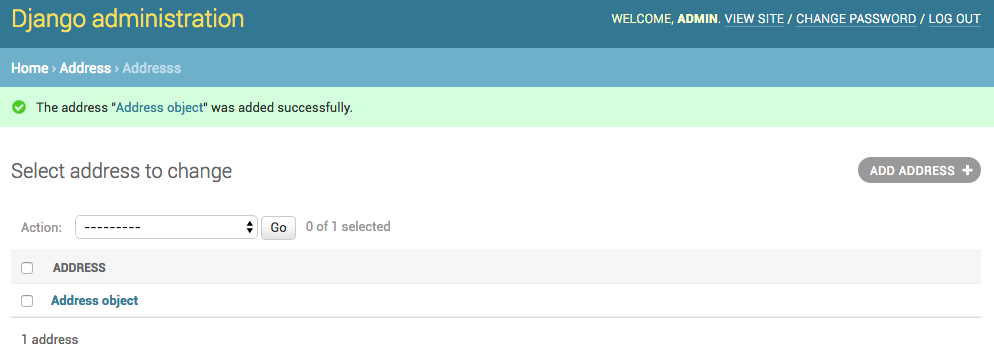 Django administration
WELCOME, ADMIN. VIEW SITE / CHANGE PASSWORD / LOG OUT
Home › Address › Addresss
The address "Address object" was added successfully.
Select address to change
ADD ADDRESS +
Action: --------- Go 0 of 1 selected
ADDRESS
Address object
1 address